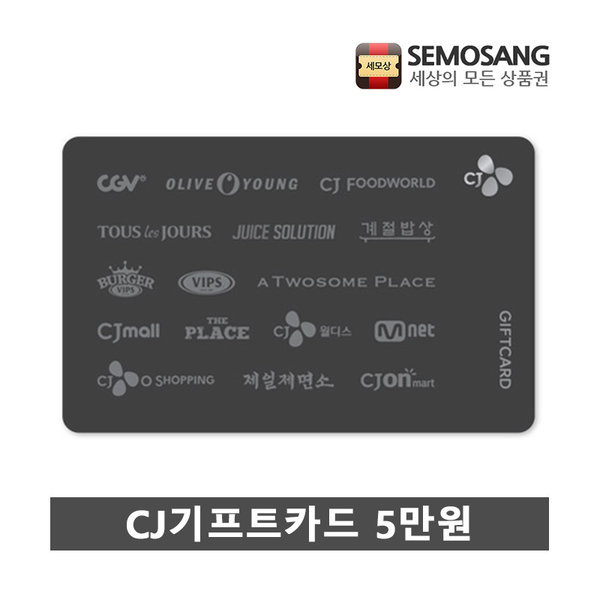 세모상
SEMOSANG
세상의 모든 상품권
CGV OLIVE YOUNG CJ FOODWORLD CJ
TOUS les JOURS JUICE SOLUTION 계절밥상
BURGER VIPS VIPS A TWOSOME PLACE
CJmall THE PLACE CJ 월디스 Mnet
GIFTCARD
CJ O SHOPPING 제일제면소 CJONmart
CJ기프트카드 5만원